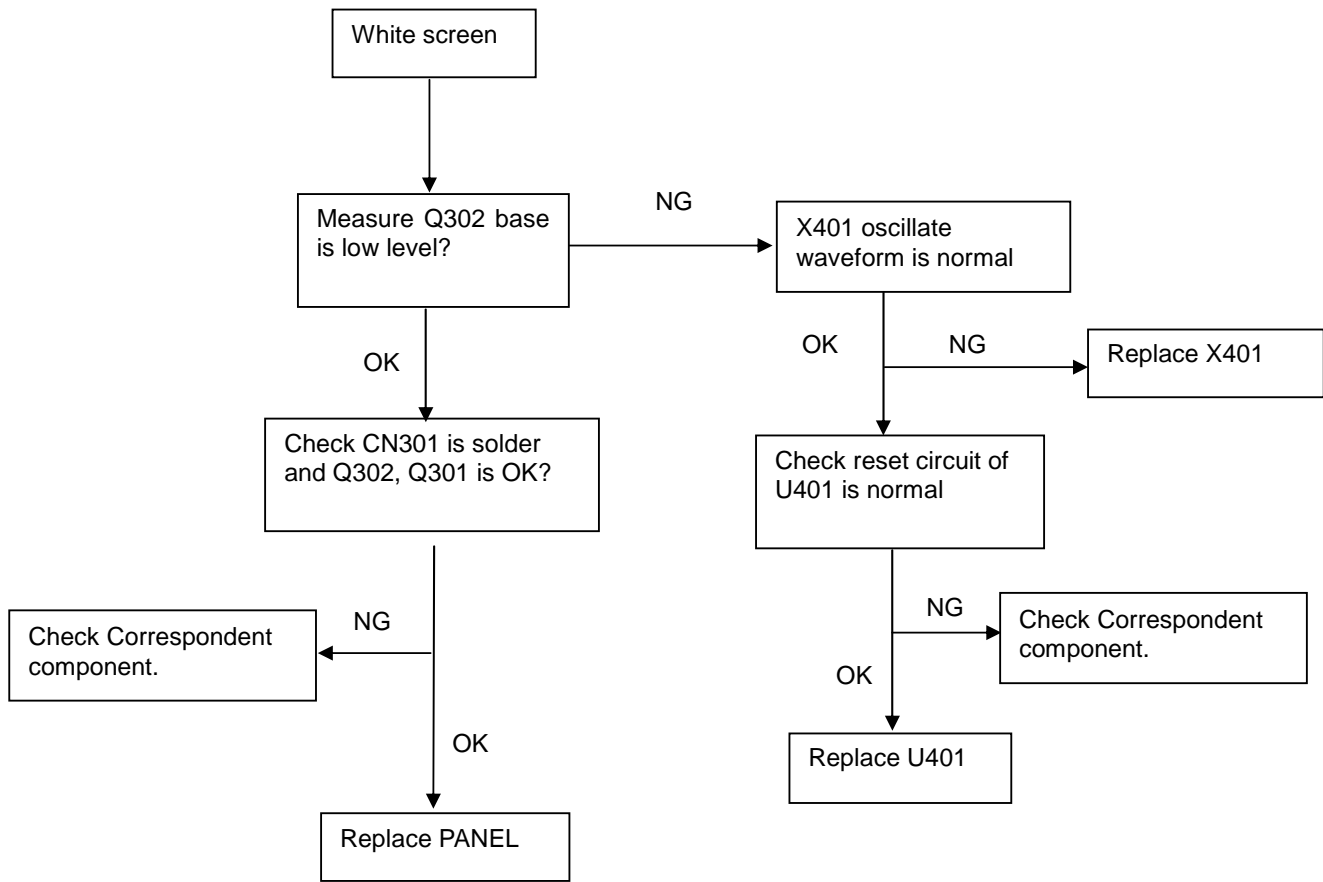 White screen
Measure Q302 base
is low level?
NG
X401 oscillate
waveform is normal
OK
OK
NG
Replace X401
Check CN301 is solder
and Q302, Q301 is OK?
Check reset circuit of
U401 is normal
NG
Check Correspondent
component.
NG
Check Correspondent
component.
OK
OK
Replace U401
Replace PANEL